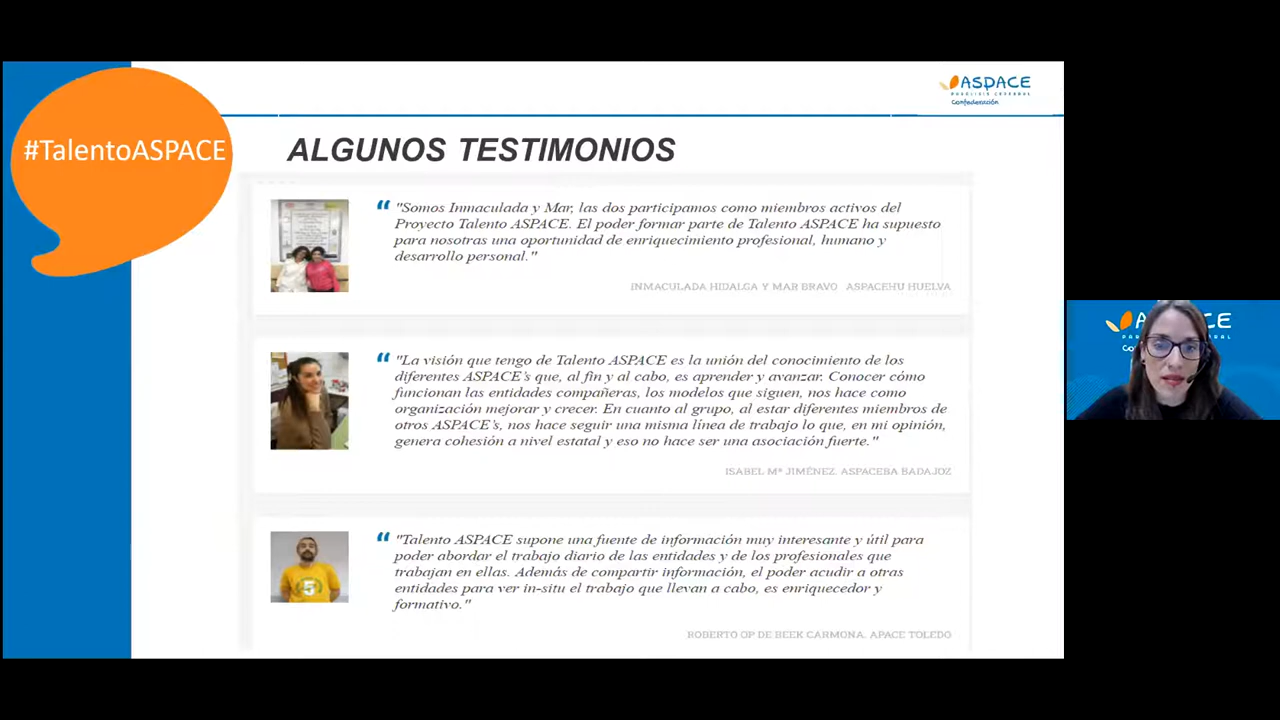 #TalentoASPACE
ASPACE
PARÁLISIS CEREBRAL
Confederación
ALGUNOS TESTIMONIOS
“ "Somos Inmaculada y Mar, las dos participamos como miembros activos del
Proyecto Talento ASPACE. El poder formar parte de Talento ASPACE ha supuesto
para nosotras una oportunidad de enriquecimiento profesional, humano y
desarrollo personal."
INMACULADA HIDALGA Y MAR BRAVO ASPACEHU HUELVA
“ "La visión que tengo de Talento ASPACE es la unión del conocimiento de los
diferentes ASPACE's que, al fin y al cabo, es aprender y avanzar. Conocer cómo
funcionan las entidades compañeras, los modelos que siguen, nos hace como
organización mejorar y crecer. En cuanto al grupo, al estar diferentes miembros de
otros ASPACE's, nos hace seguir una misma línea de trabajo lo que, en mi opinión,
genera cohesión a nivel estatal y eso no hace ser una asociación fuerte."
ISABEL Mª JIMÉNEZ. ASPACEBA BADAJOZ
“ "Talento ASPACE supone una fuente de información muy interesante y útil para
poder abordar el trabajo diario de las entidades y de los profesionales que
trabajan en ellas. Además de compartir información, el poder acudir a otras
entidades para ver in-situ el trabajo que llevan a cabo, es enriquecedor y
formativo."
ROBERTO OP DE BEEK CARMONA. APACE TOLEDO
5